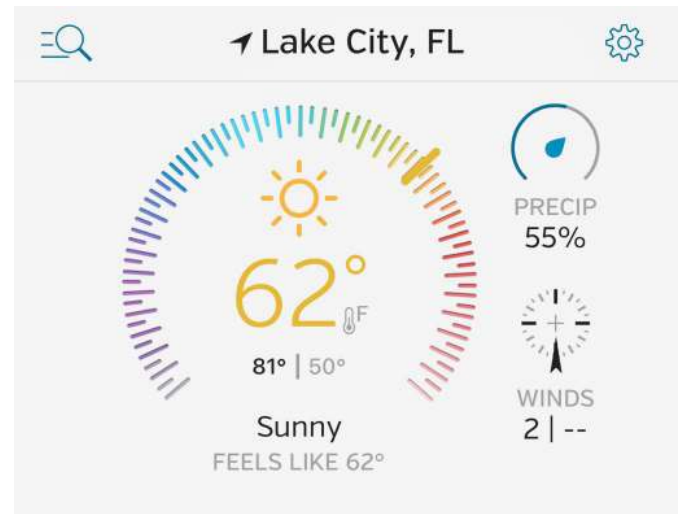 Lake City, FL
PRECIP
55%
62°
F
81° | 50°
WINDS
2 | --
Sunny
FEELS LIKE 62°